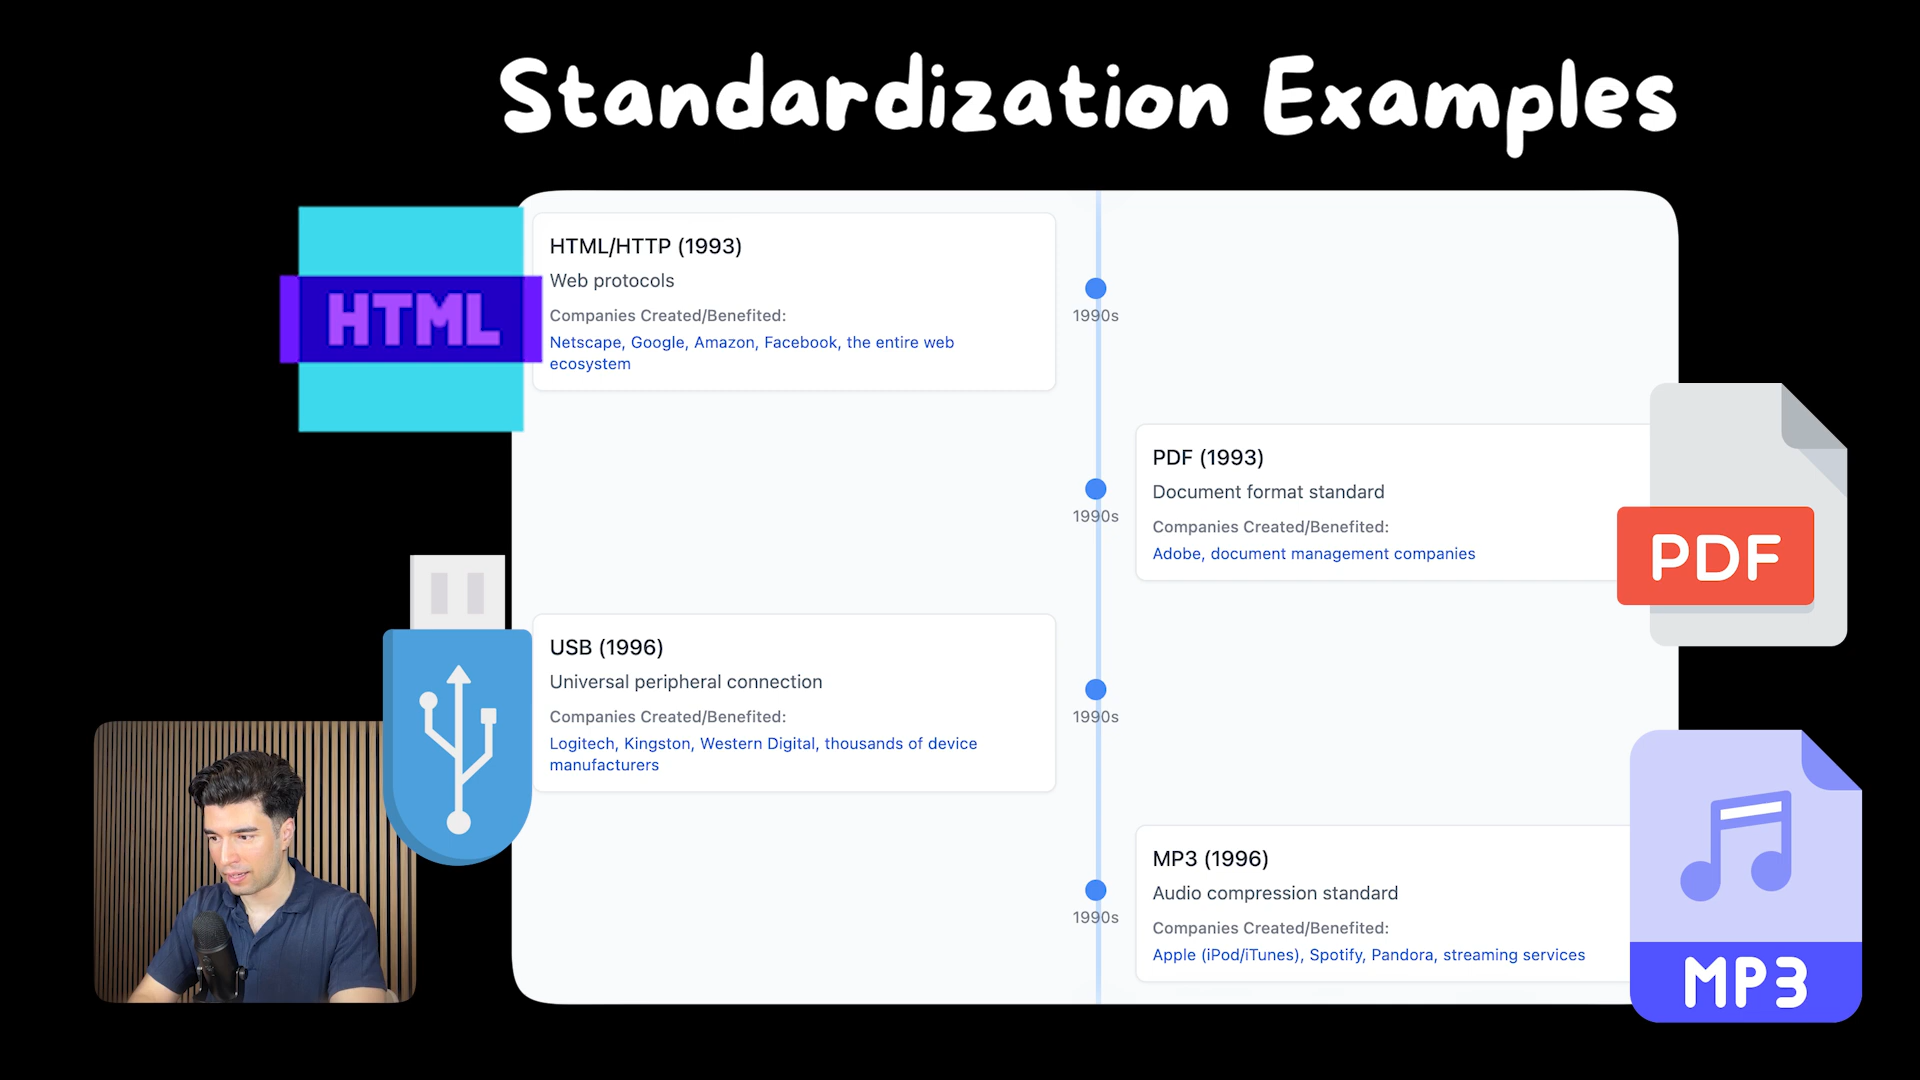 Standardization Examples
HTML
HTML/HTTP (1993)
Web protocols
Companies Created/Benefited:
Netscape, Google, Amazon, Facebook, the entire web
ecosystem
1990s
PDF (1993)
Document format standard
Companies Created/Benefited:
Adobe, document management companies
1990s
PDF
USB (1996)
Universal peripheral connection
Companies Created/Benefited:
Logitech, Kingston, Western Digital, thousands of device
manufacturers
1990s
MP3 (1996)
Audio compression standard
Companies Created/Benefited:
Apple (iPod/iTunes), Spotify, Pandora, streaming services
1990s
MP3